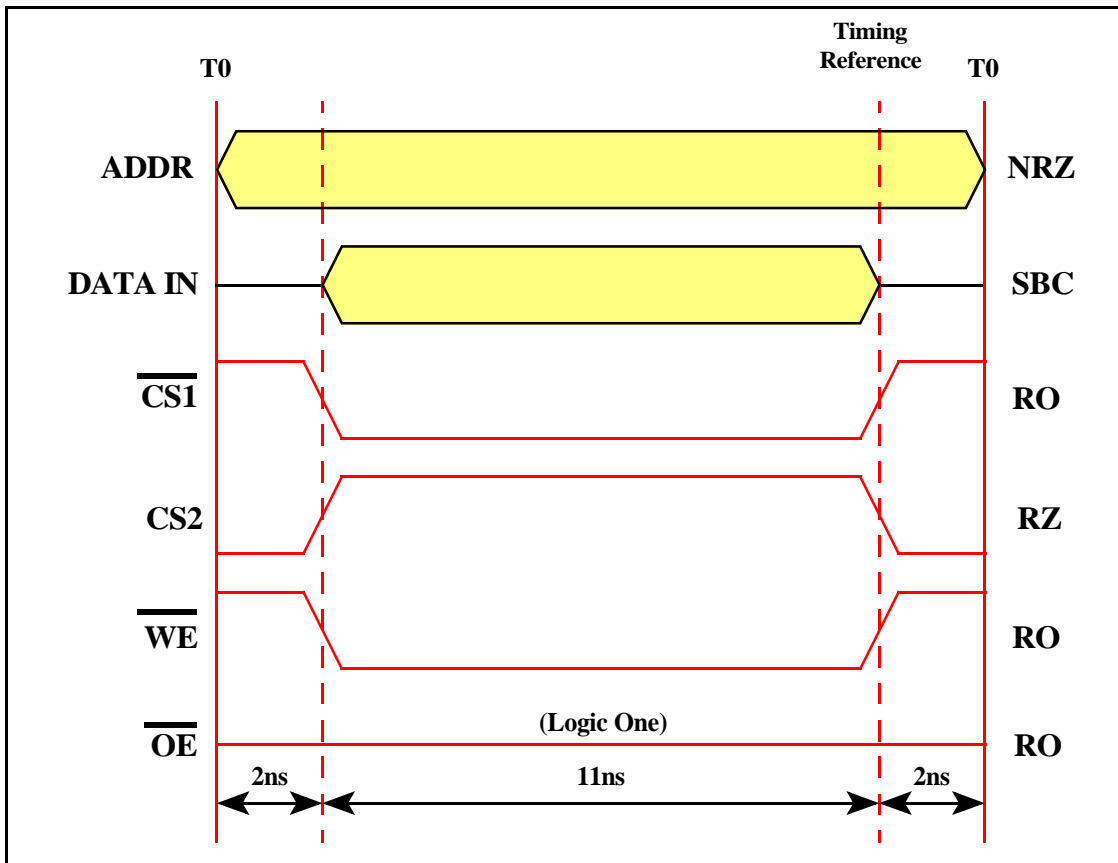 Timing
Reference
T0
T0
ADDR
NRZ
DATA IN
SBC
CS1
RO
CS2
RZ
WE
RO
(Logic One)
OE
RO
2ns
11ns
2ns